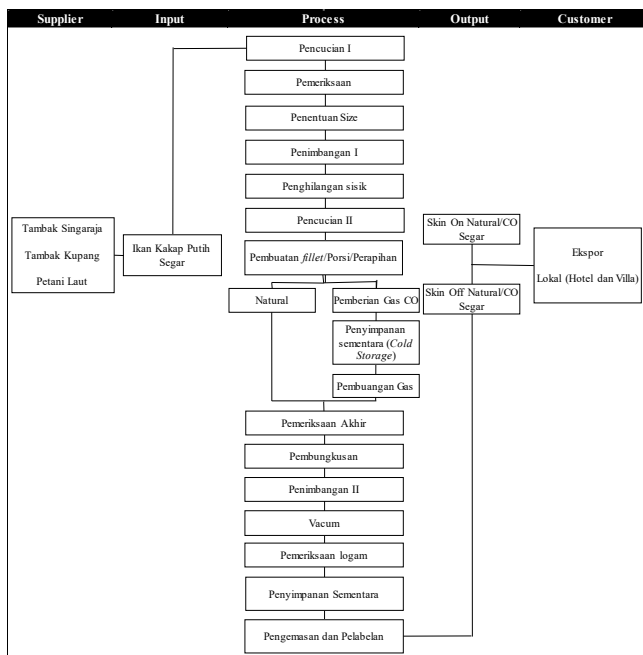 Supplier
Input
Process
Output
Customer
Tambak Singaraja
Tambak Kupang
Petani Laut
Ikan Kakap Putih
Segar
Pencucian I
Pemeriksaan
Penentuan Size
Penimbangan I
Penghilangan sisik
Pencucian II
Pembuatan fillet/Porsi/Perapihan
Natural
Pemberian Gas CO
Penyimpanan
sementara (Cold
Storage)
Pembuangan Gas
Pemeriksaan Akhir
Pembungkusan
Penimbangan II
Vacum
Pemeriksaan logam
Penyimpanan Sementara
Pengemasan dan Pelabelan
Skin On Natural/CO
Segar
Skin Off Natural/CO
Segar
Ekspor
Lokal (Hotel dan Villa)